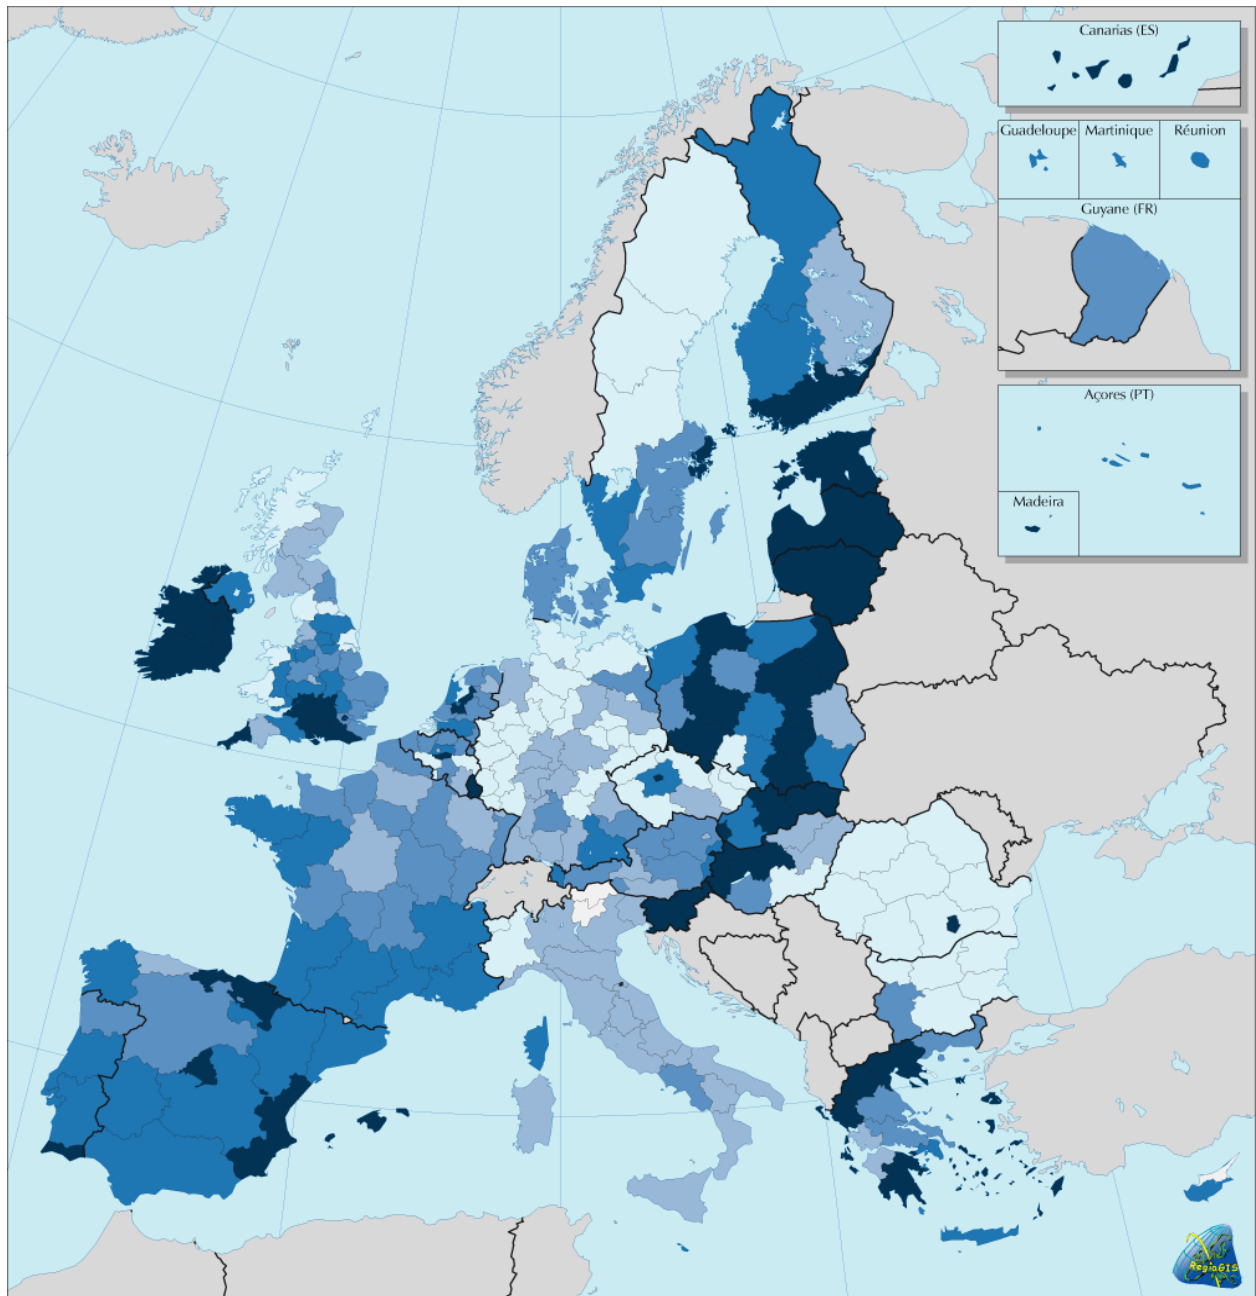 Canarias (ES)
Guadeloupe
Martinique
Réunion
Guyane (FR)
Açores (PT)
Madeira
RegioGIS